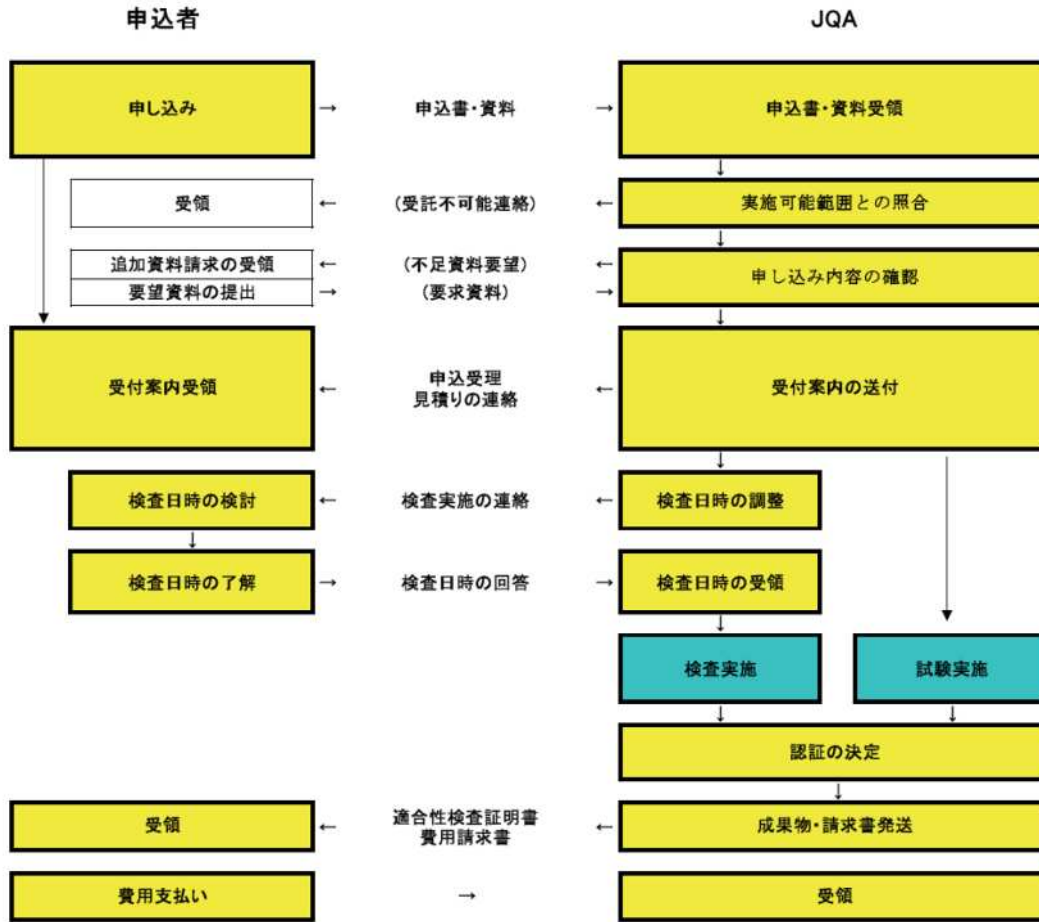 申込者
JQA
申し込み
→
申込書・資料
→
申込書・資料受領
↓
受領
←
(受託不可能連絡)
←
実施可能範囲との照合
↓
追加資料請求の受領
←
(不足資料要望)
←
申し込み内容の確認
要望資料の提出
→
(要求資料)
→
↓
受付案内受領
←
申込受理
見積りの連絡
←
受付案内の送付
↓
検査日時の検討
←
検査実施の連絡
←
検査日時の調整
↓
検査日時の了解
→
検査日時の回答
→
検査日時の受領
↓
検査実施
試験実施
↓
↓
認証の決定
↓
受領
←
適合性検査証明書
費用請求書
←
成果物・請求書発送
費用支払い
→
受領